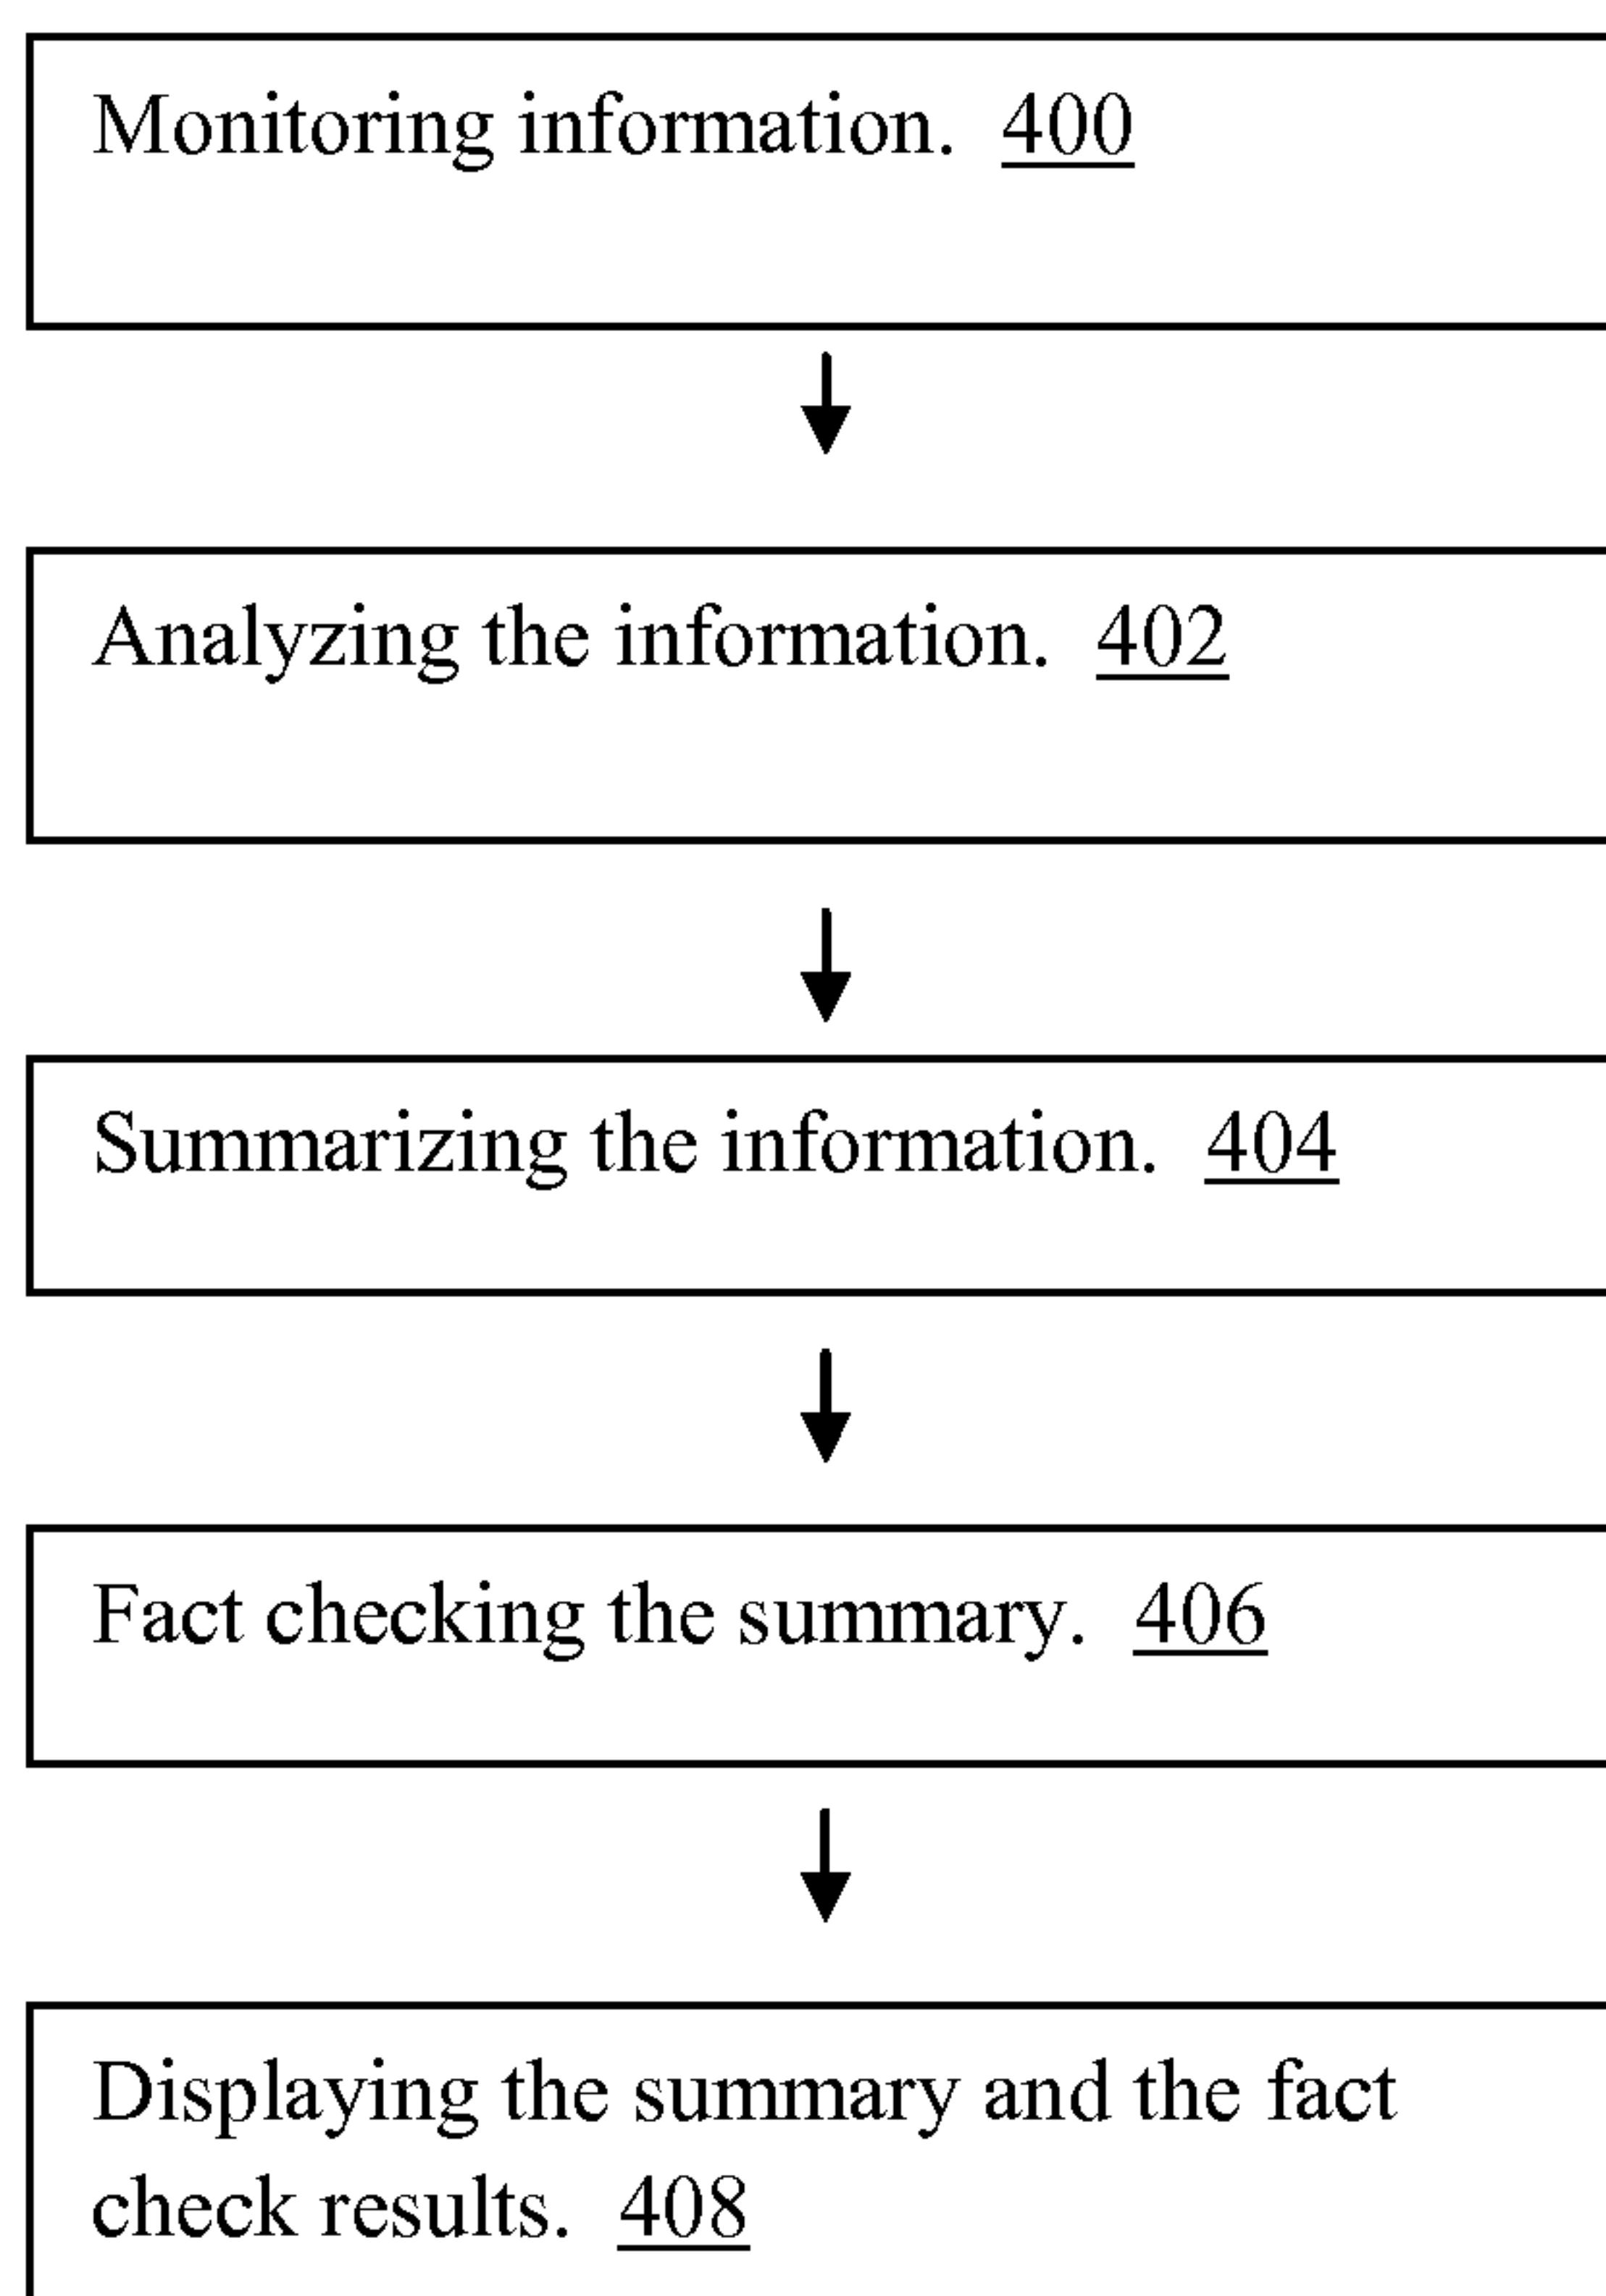 Monitoring information. 400
Analyzing the information. 402
Summarizing the information. 404
Fact checking the summary. 406
Displaying the summary and the fact
check results. 408